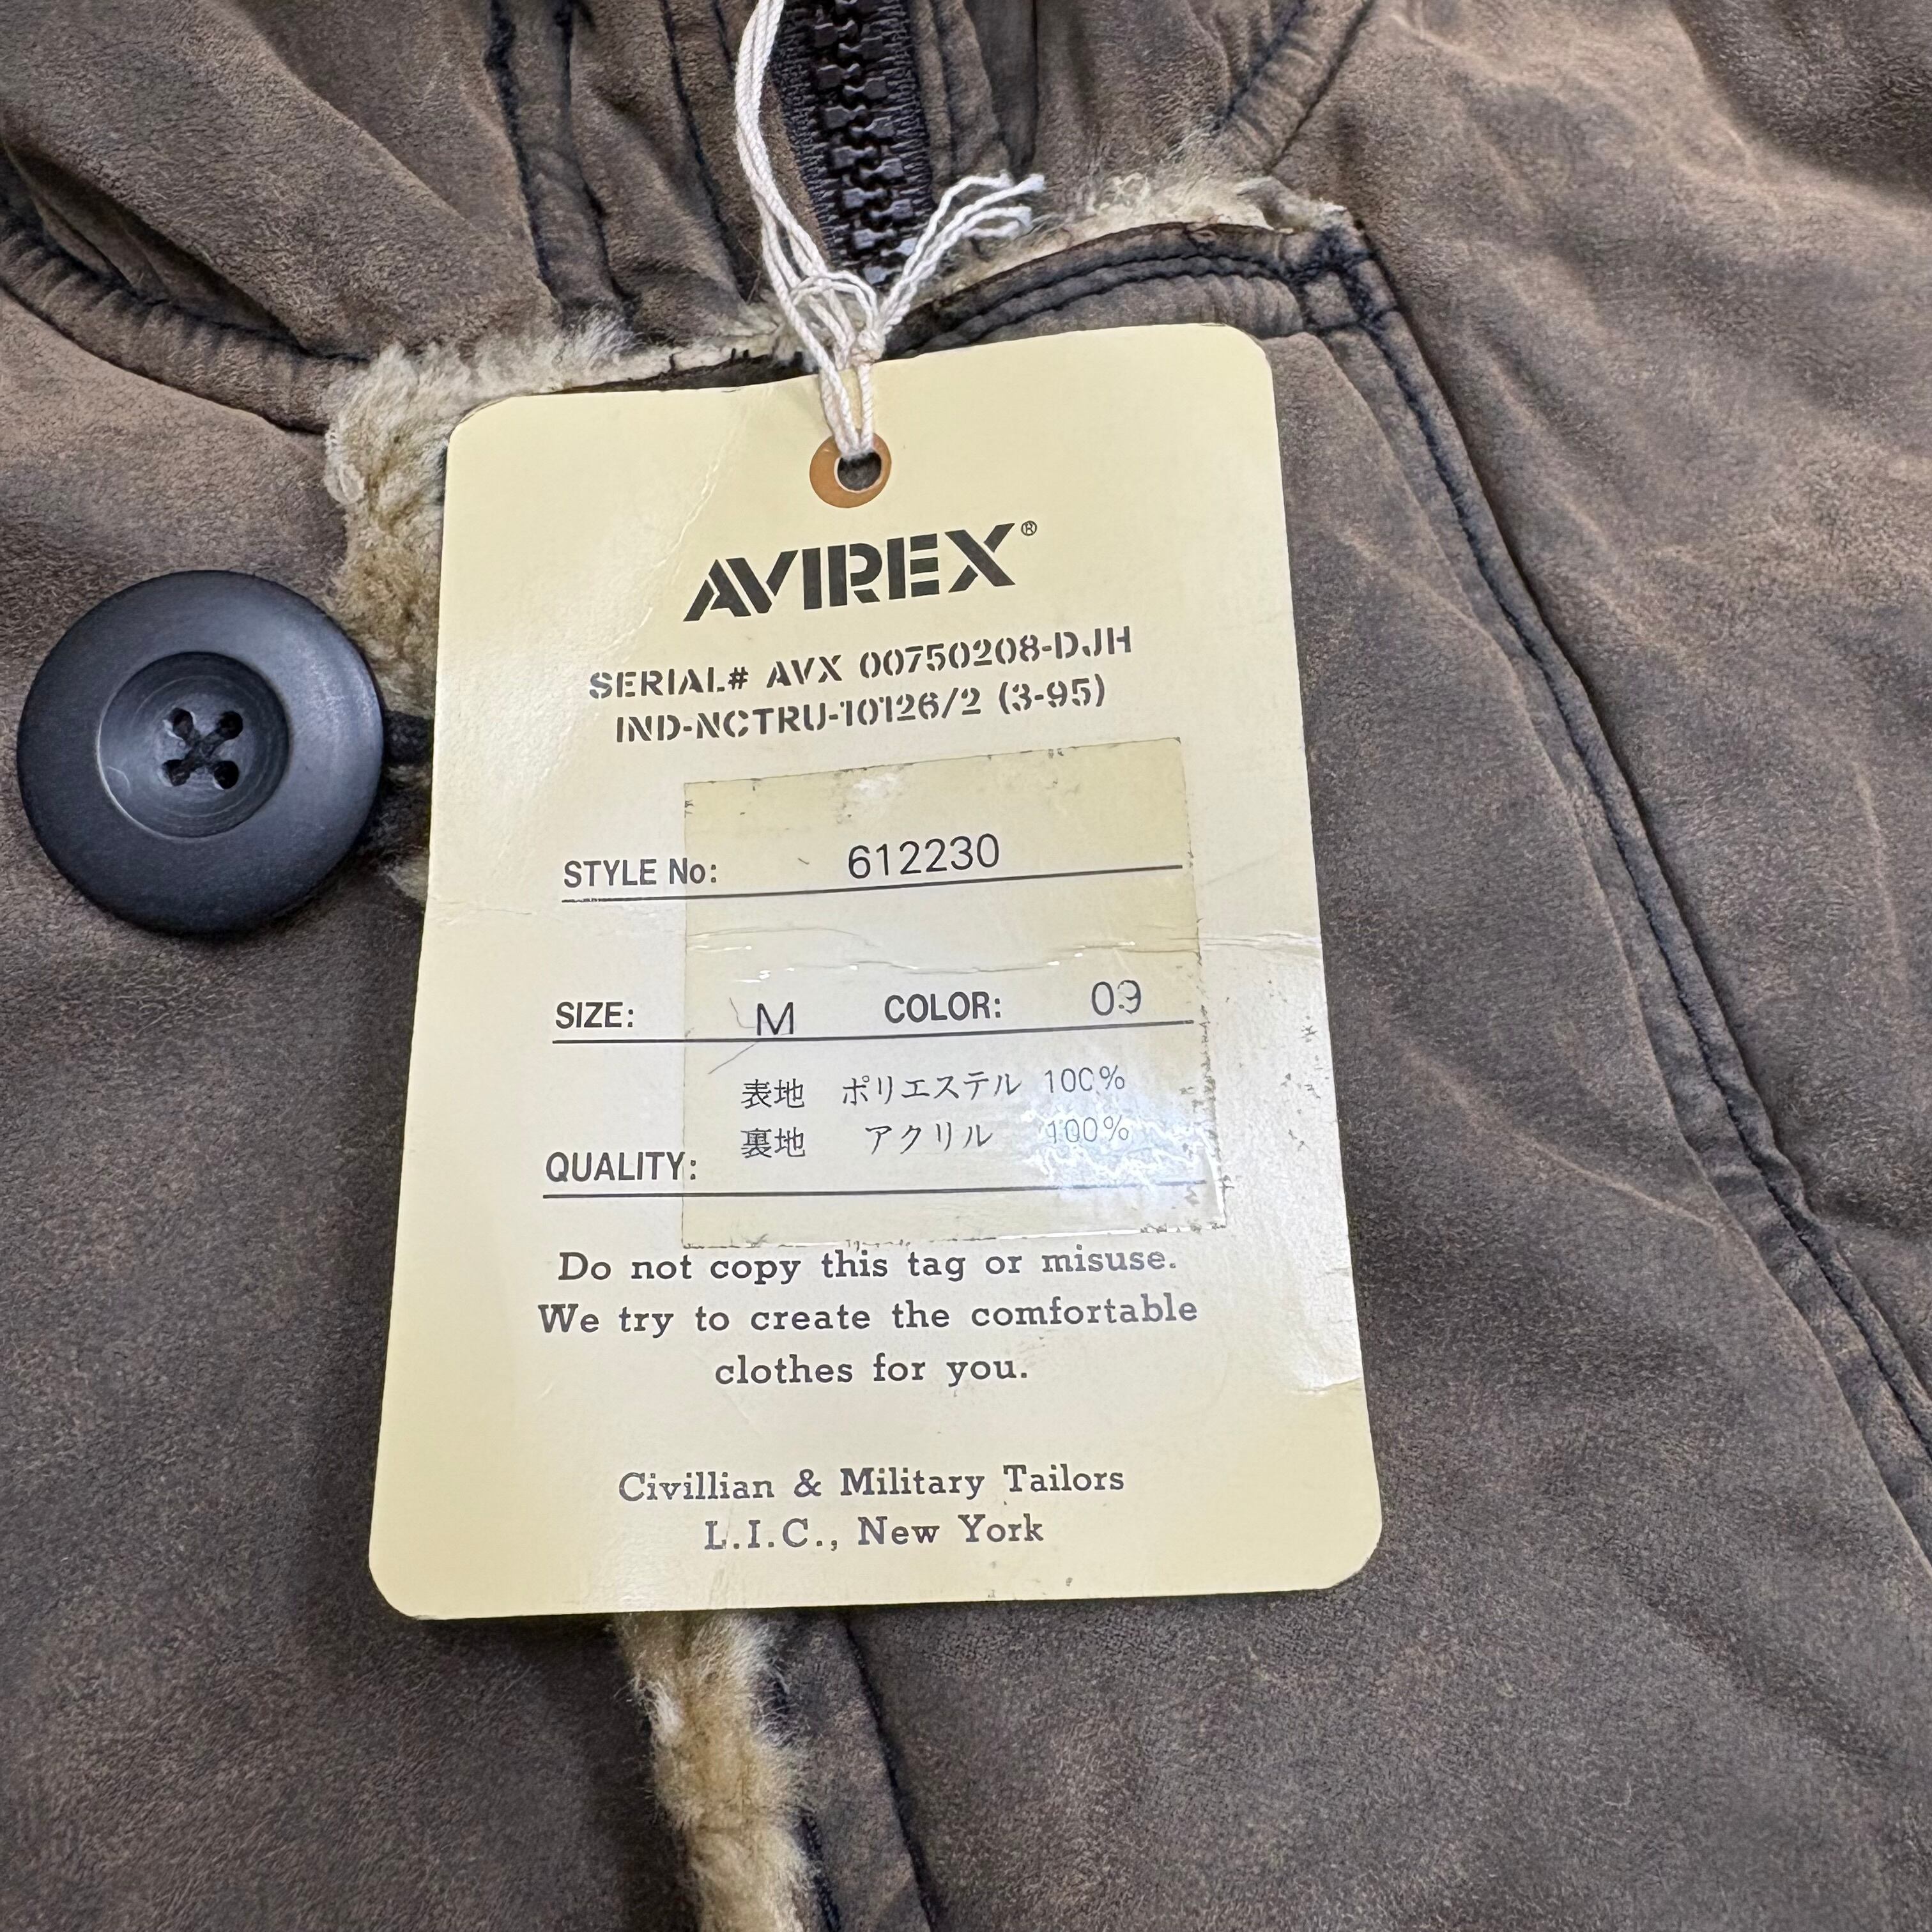 AVIREX®
SERIAL# AVX 00750208-DJH
IND-NCTRU-10126/2 (3-95)
STYLE No: 612230
SIZE: M COLOR: 09
表地 ポリエステル 100%
裏地 アクリル 100%
QUALITY:
Do not copy this tag or misuse.
We try to create the comfortable
clothes for you.
Civillian & Military Tailors
L.I.C., New York